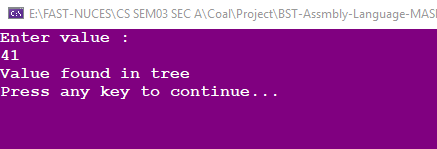 E:\FAST-NUCES\CS SEM03 SEC A\Coal\Project\BST-Assmbly-Language-MAS
Enter value :
41
Value found in tree
Press any key to continue...